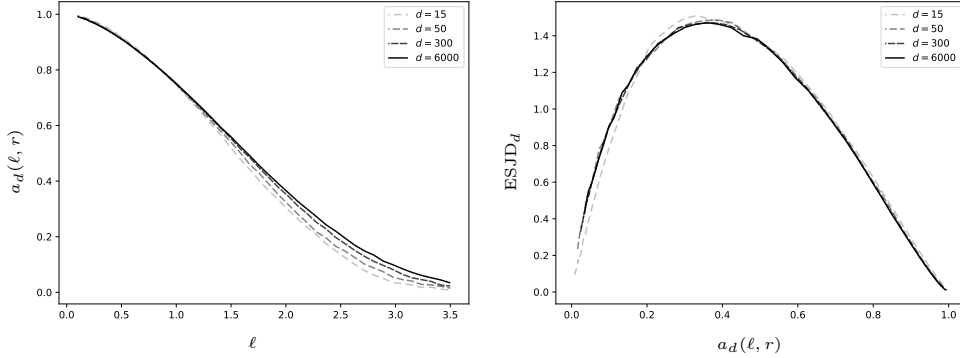 1.0
0.8
0.6
0.4
0.2
0.0
a_d(ℓ, r)
0.0 0.5 1.0 1.5 2.0 2.5 3.0 3.5
ℓ
d = 15
d = 50
d = 300
d = 6000
1.4
1.2
1.0
0.8
0.6
0.4
0.2
0.0
ESJD_d
0.0 0.2 0.4 0.6 0.8 1.0
a_d(ℓ, r)
d = 15
d = 50
d = 300
d = 6000